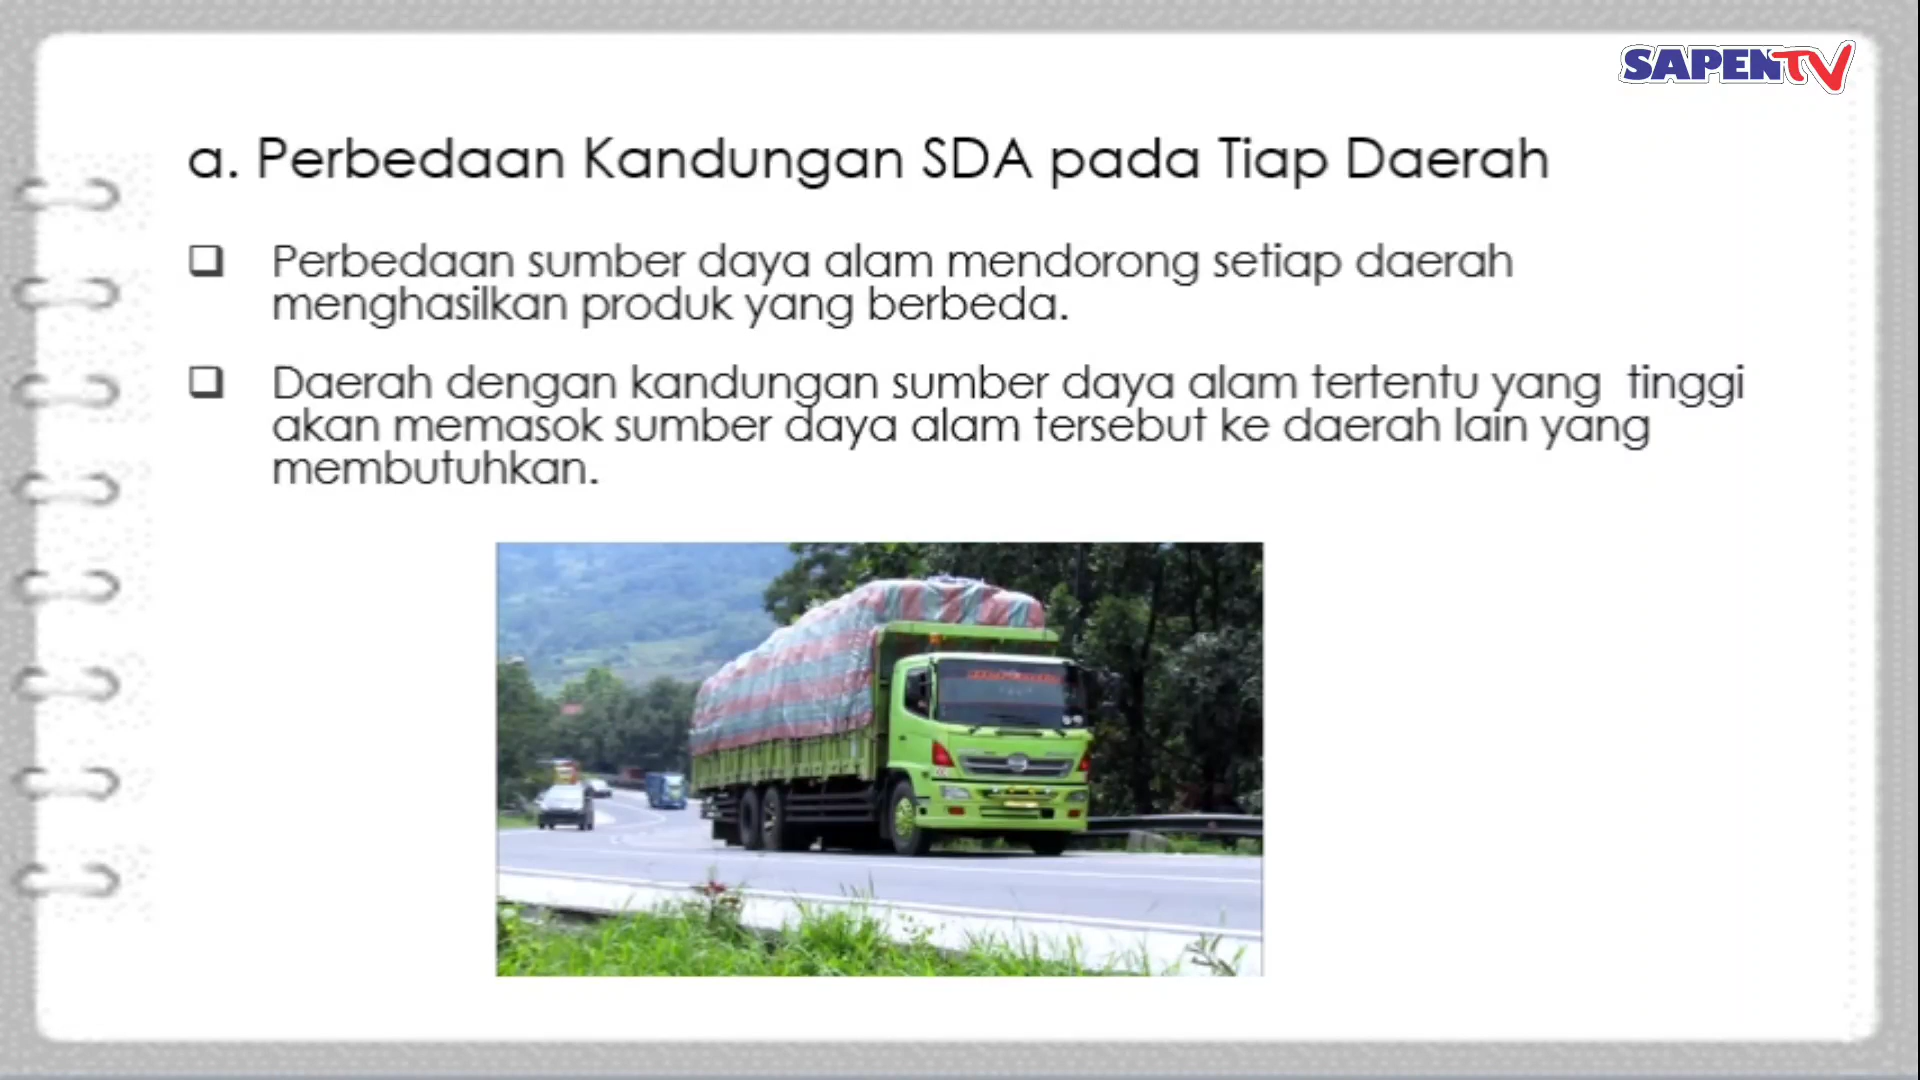 SAPENTV
a. Perbedaan Kandungan SDA pada Tiap Daerah
Perbedaan sumber daya alam mendorong setiap daerah
menghasilkan produk yang berbeda.
Daerah dengan kandungan sumber daya alam tertentu yang tinggi
akan memasok sumber daya alam tersebut ke daerah lain yang
membutuhkan.